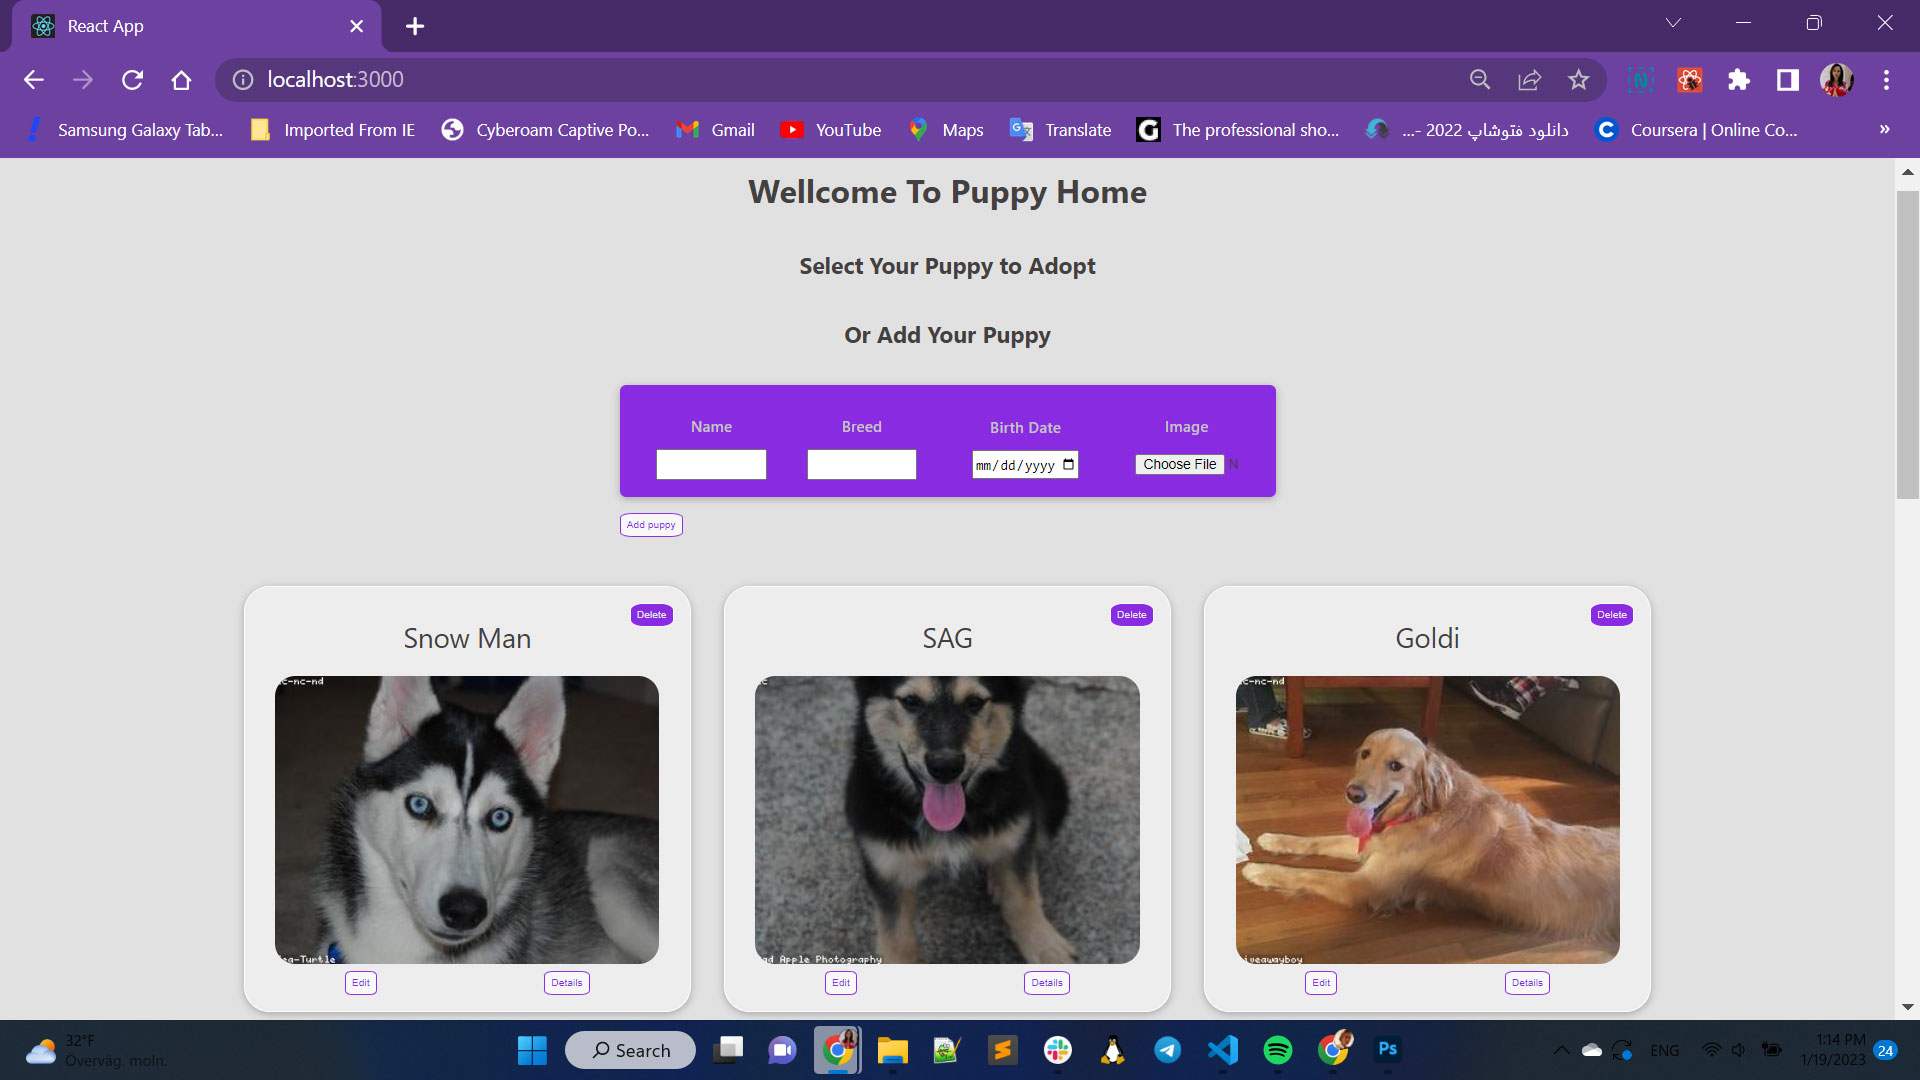 React App
localhost:3000
Samsung Galaxy Tab...
Imported From IE
Cyberoam Captive Po...
Gmail
YouTube
Maps
Translate
The professional sho...
دانلود فتوشاپ 2022 -...
Coursera | Online Co...
Wellcome To Puppy Home
Select Your Puppy to Adopt
Or Add Your Puppy
Name Breed Birth Date Image
mm/dd/yyyy Choose File N
Add puppy
Delete Delete Delete
Snow Man SAG Goldi
c-nc-nd c-nc-nd
ea-Turtle ad Apple Photography iveawayboy
Edit Details Edit Details Edit Details
32°F
Överväg. moln.
Search
Ps
ENG
1:14 PM
1/19/2023
24